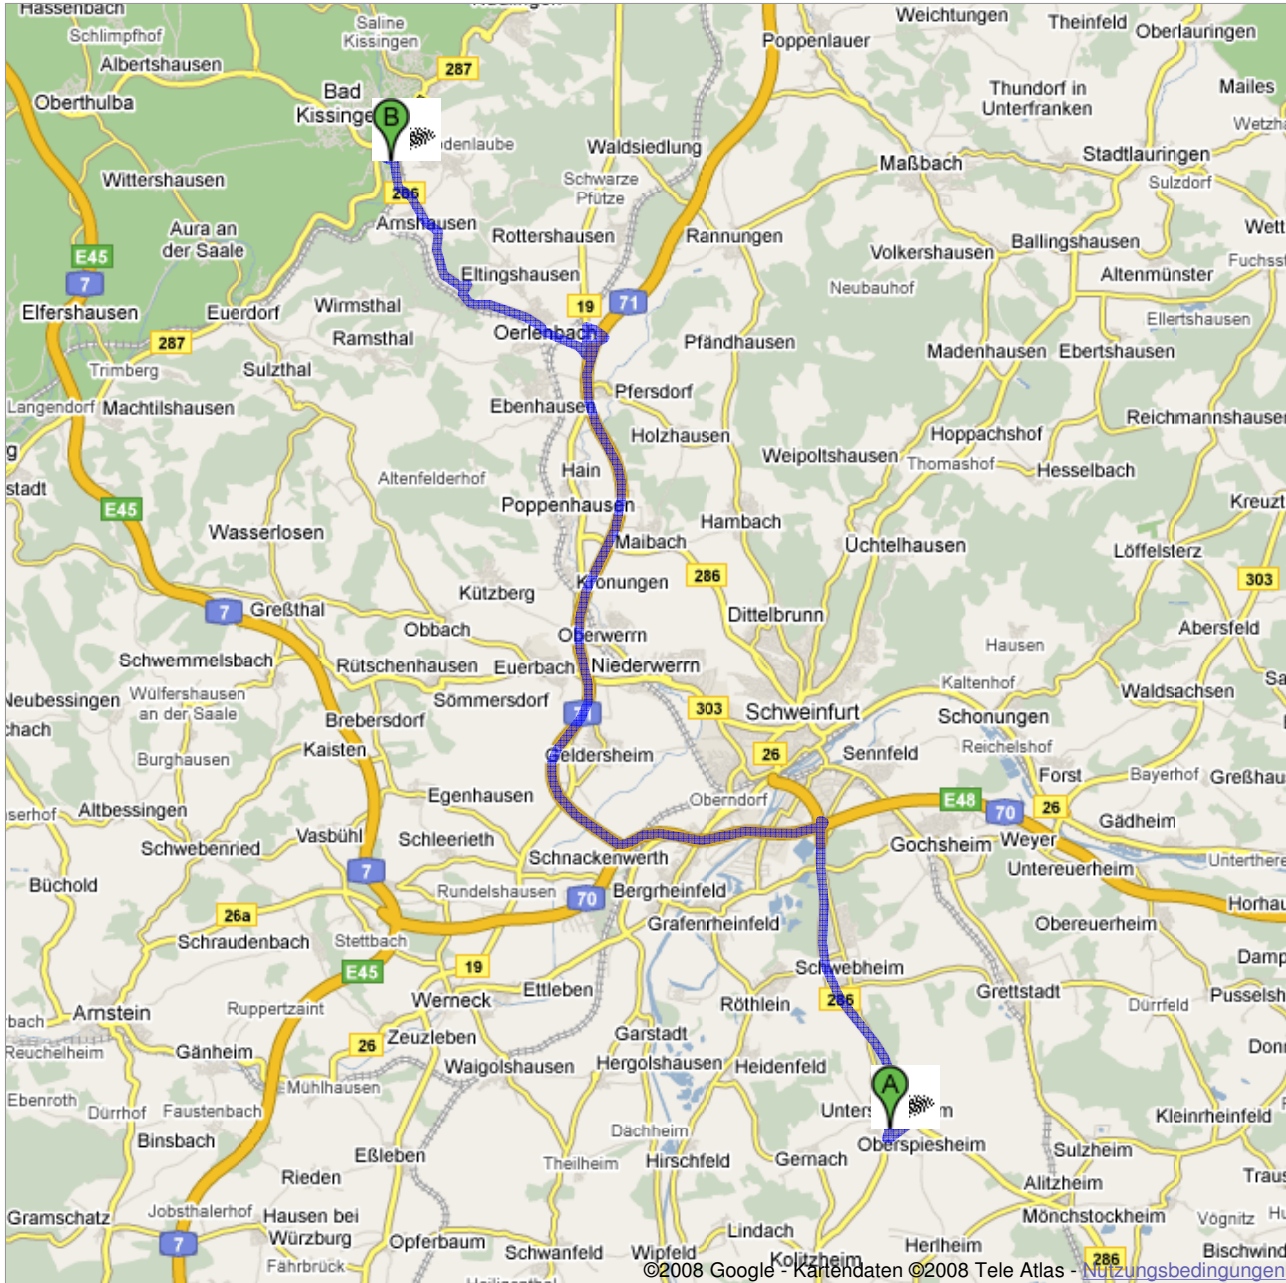 Hassenbach
Schlimpfhof
Albertshausen
Oberthulba
Saline
Kissingen
287
Bad
Kissinge
B
odenlaube
Poppenlauer
Weichtungen
Theinfeld
Oberlauringen
Thundorf in
Unterfranken
Mailes
Waldsiedlung
Schwarze
Pfütze
Maßbach
Stadtlauringen
Sulzdorf
Wittershausen
Aura an
der Saale
Arnshausen
Rottershausen
Rannungen
Volkershausen
Ballingshausen
Altenmünster
E45
7
Elfershausen
Euerdorf
Wirmsthal
Eltingshausen
19
71
Neubauhof
Ellertshausen
287
Ramsthal
Oerlenbach
Pfändhausen
Madenhausen
Ebertshausen
Trimberg
Sulzthal
Langendorf
Machtilshausen
Ebenhausen
Pfersdorf
Holzhausen
Hoppachshof
Reichmannshausen
Weipoltshausen
Thomashof
Hesselbach
Altenfelderhof
Hain
stadt
E45
Poppenhausen
Hambach
Wasserlosen
Maibach
Üchtelhausen
Löffelsterz
286
303
7
Greßthal
Kützberg
Kronungen
Dittelbrunn
Obbach
Oberwerrn
Abersfeld
Hausen
Schwemmelsbach
Rütschenhausen
Euerbach
Niederwerrn
Neubessingen
Wülfershausen
an der Saale
Sömmersdorf
Kaltenhof
Waldsachsen
Brebersdorf
303
Schweinfurt
Schonungen
Kaisten
Burghausen
Geldersheim
26
Sennfeld
Reichelshof
Forst
Bayerhof
Greßhau
Altbessingen
Egenhausen
Oberndorf
E48
70
26
Gädheim
Vasbühl
Schleerieth
Schwebenried
Schnackenwerth
Gochsheim
Weyer
Untereuerheim
7
Büchold
Rundelshausen
70
Bergrheinfeld
26a
Grafenrheinfeld
Obereuerheim
Horhau
Schraudenbach
Stettbach
E45
19
Schwebheim
Ettleben
286
Röthlein
Grettstadt
Dürrfeld
Arnstein
Ruppertzaint
Werneck
Reuchelheim
Gänheim
26
Zeuzleben
Garstadt
Waigolshausen
Hergolshausen
Heidenfeld
Mühlhausen
A
Ebenroth
Dürrhof
Faustenbach
Kleinrheinfeld
Binsbach
Dächheim
Oberspiesheim
Eßleben
Theilheim
Hirschfeld
Gernach
Sulzheim
Rieden
Alitzheim
Gramschatz
Jobsthalerhof
Hausen bei
Würzburg
Mönchstockheim
Vögnitz
7
Opferbaum
Lindach
Fahrbrück
Schwanfeld
Wipfeld
Kolitzheim
Herlheim
286
Bischwind
©2008 Google - Kartendaten ©2008 Tele Atlas - Nutzungsbedingungen